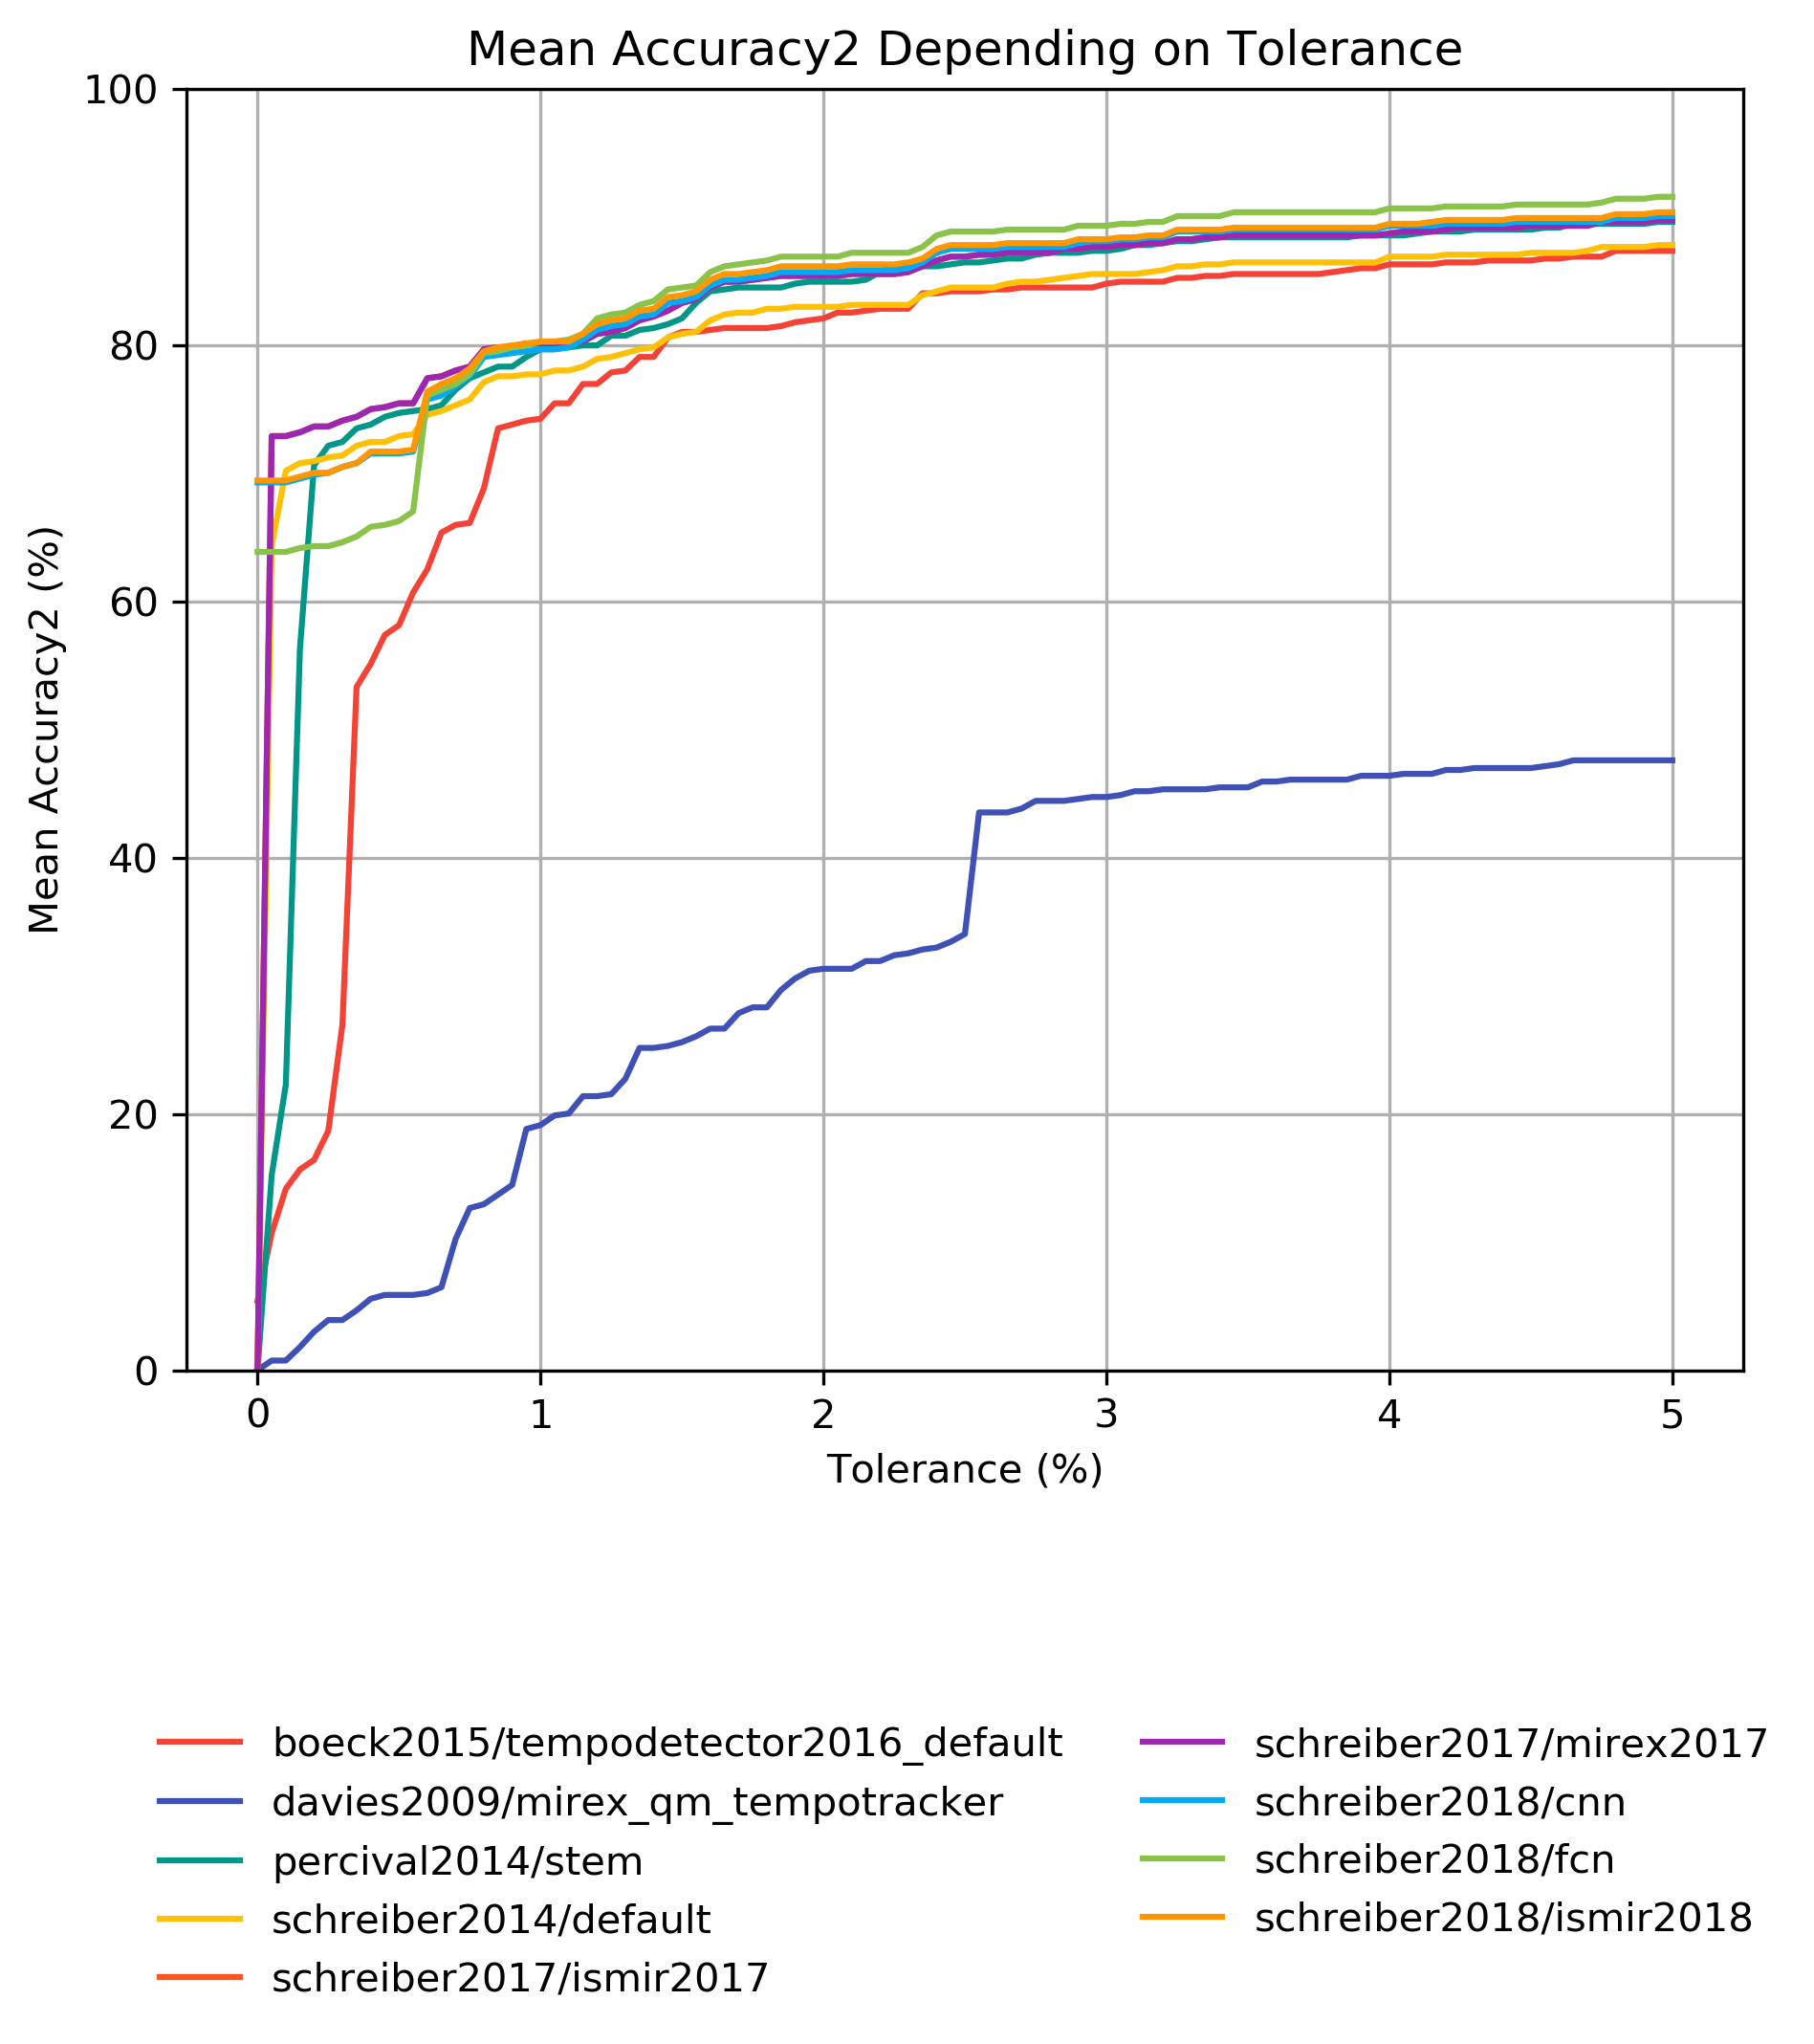 Mean Accuracy2 Depending on Tolerance
100
80
60
40
20
0
Mean Accuracy2 (%)
0 1 2 3 4 5
Tolerance (%)
boeck2015/tempodetector2016_default
davies2009/mirex_qm_tempotracker
percival2014/stem
schreiber2014/default
schreiber2017/ismir2017
schreiber2017/mirex2017
schreiber2018/cnn
schreiber2018/fcn
schreiber2018/ismir2018